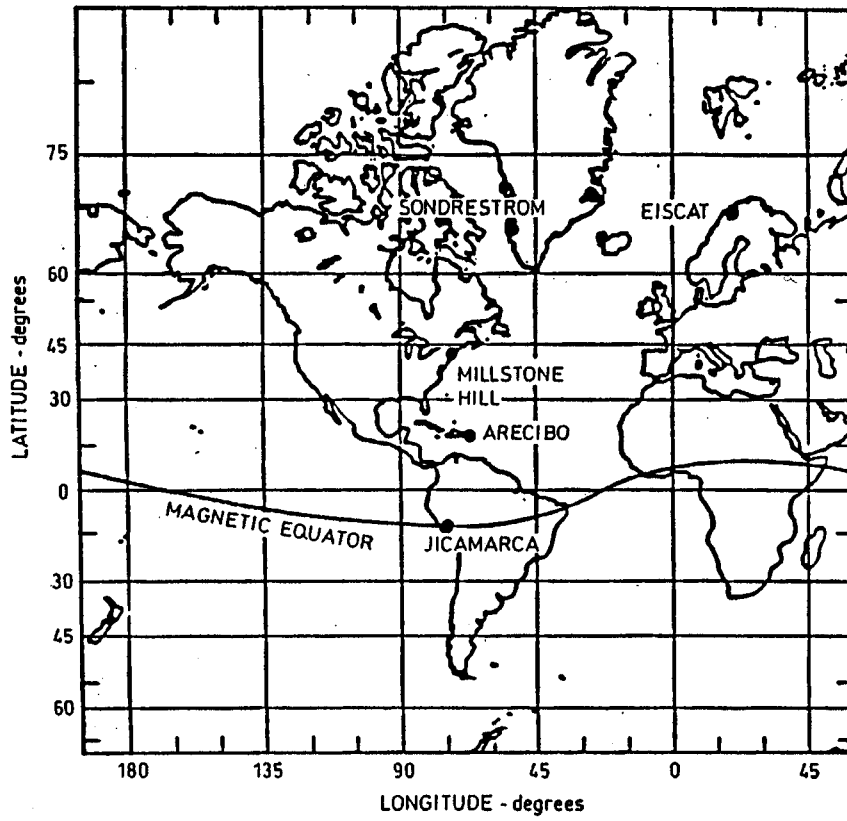 75
SONDRESTROM
EISCAT
60
45
MILLSTONE
HILL
30
ARECIBO
0
MAGNETIC EQUATOR
JICAMARCA
30
45
60
LATITUDE - degrees
180 135 90 45 0 45
LONGITUDE - degrees